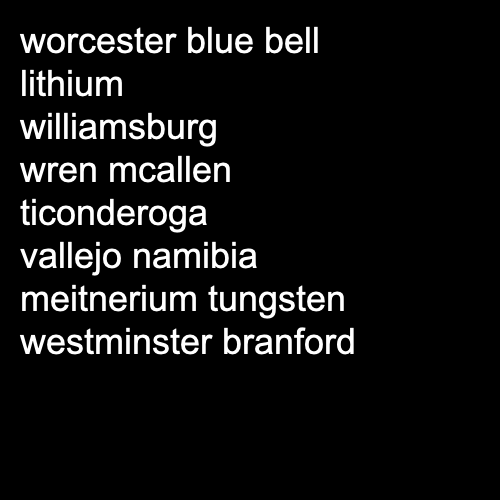 worcester blue bell
lithium
williamsburg
wren mcallen
ticonderoga
vallejo namibia
meitnerium tungsten
westminster branford